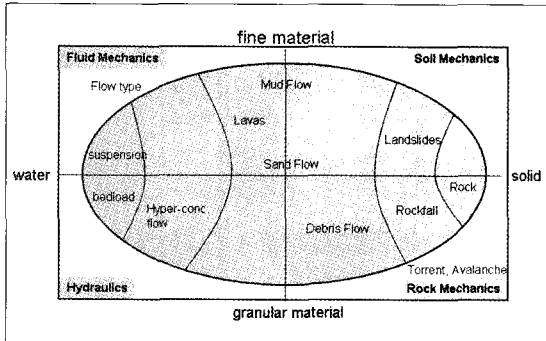 fine material
Fluid Mechanics
Soil Mechanics
Flow type
Mud Flow
Lavas
Landslides
suspension
Sand Flow
water
solid
bedload
Rock
Hyper-conc.
flow
Rockfall
Debris Flow
Torrent, Avalanche
Hydraulics
Rock Mechanics
granular material